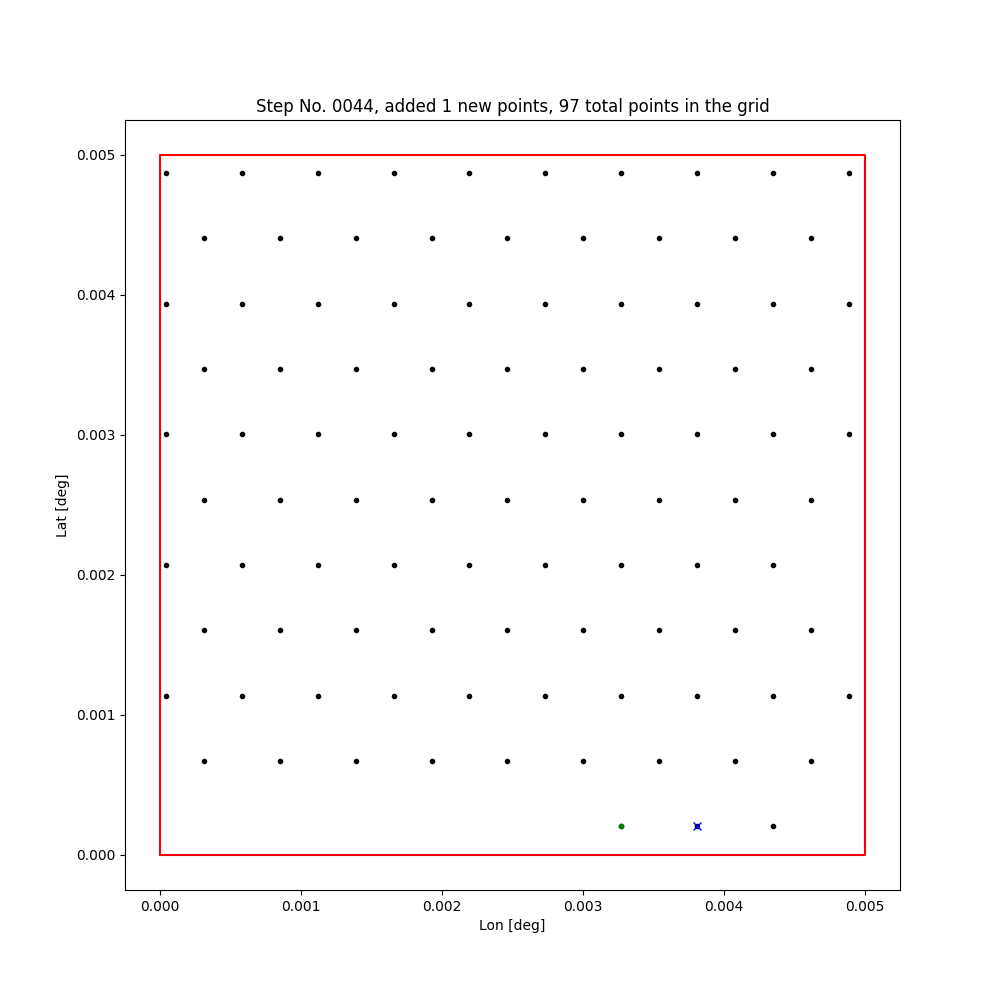 Step No. 0044, added 1 new points, 97 total points in the grid
0.005
0.004
0.003
0.002
0.001
0.000
Lat [deg]
0.000 0.001 0.002 0.003 0.004 0.005
Lon [deg]